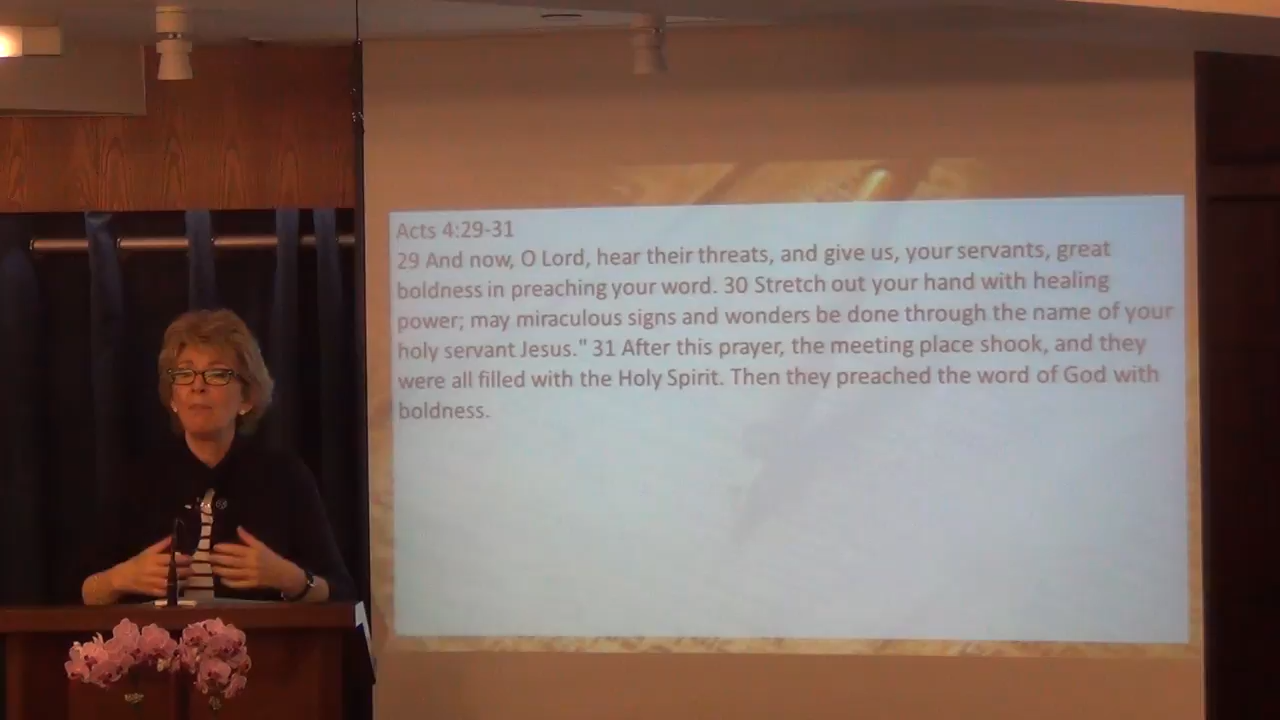 Acts 4:29-31
29 And now, O Lord, hear their threats, and give us, your servants, great
boldness in preaching your word. 30 Stretch out your hand with healing
power; may miraculous signs and wonders be done through the name of your
holy servant Jesus." 31 After this prayer, the meeting place shook, and they
were all filled with the Holy Spirit. Then they preached the word of God with
boldness.